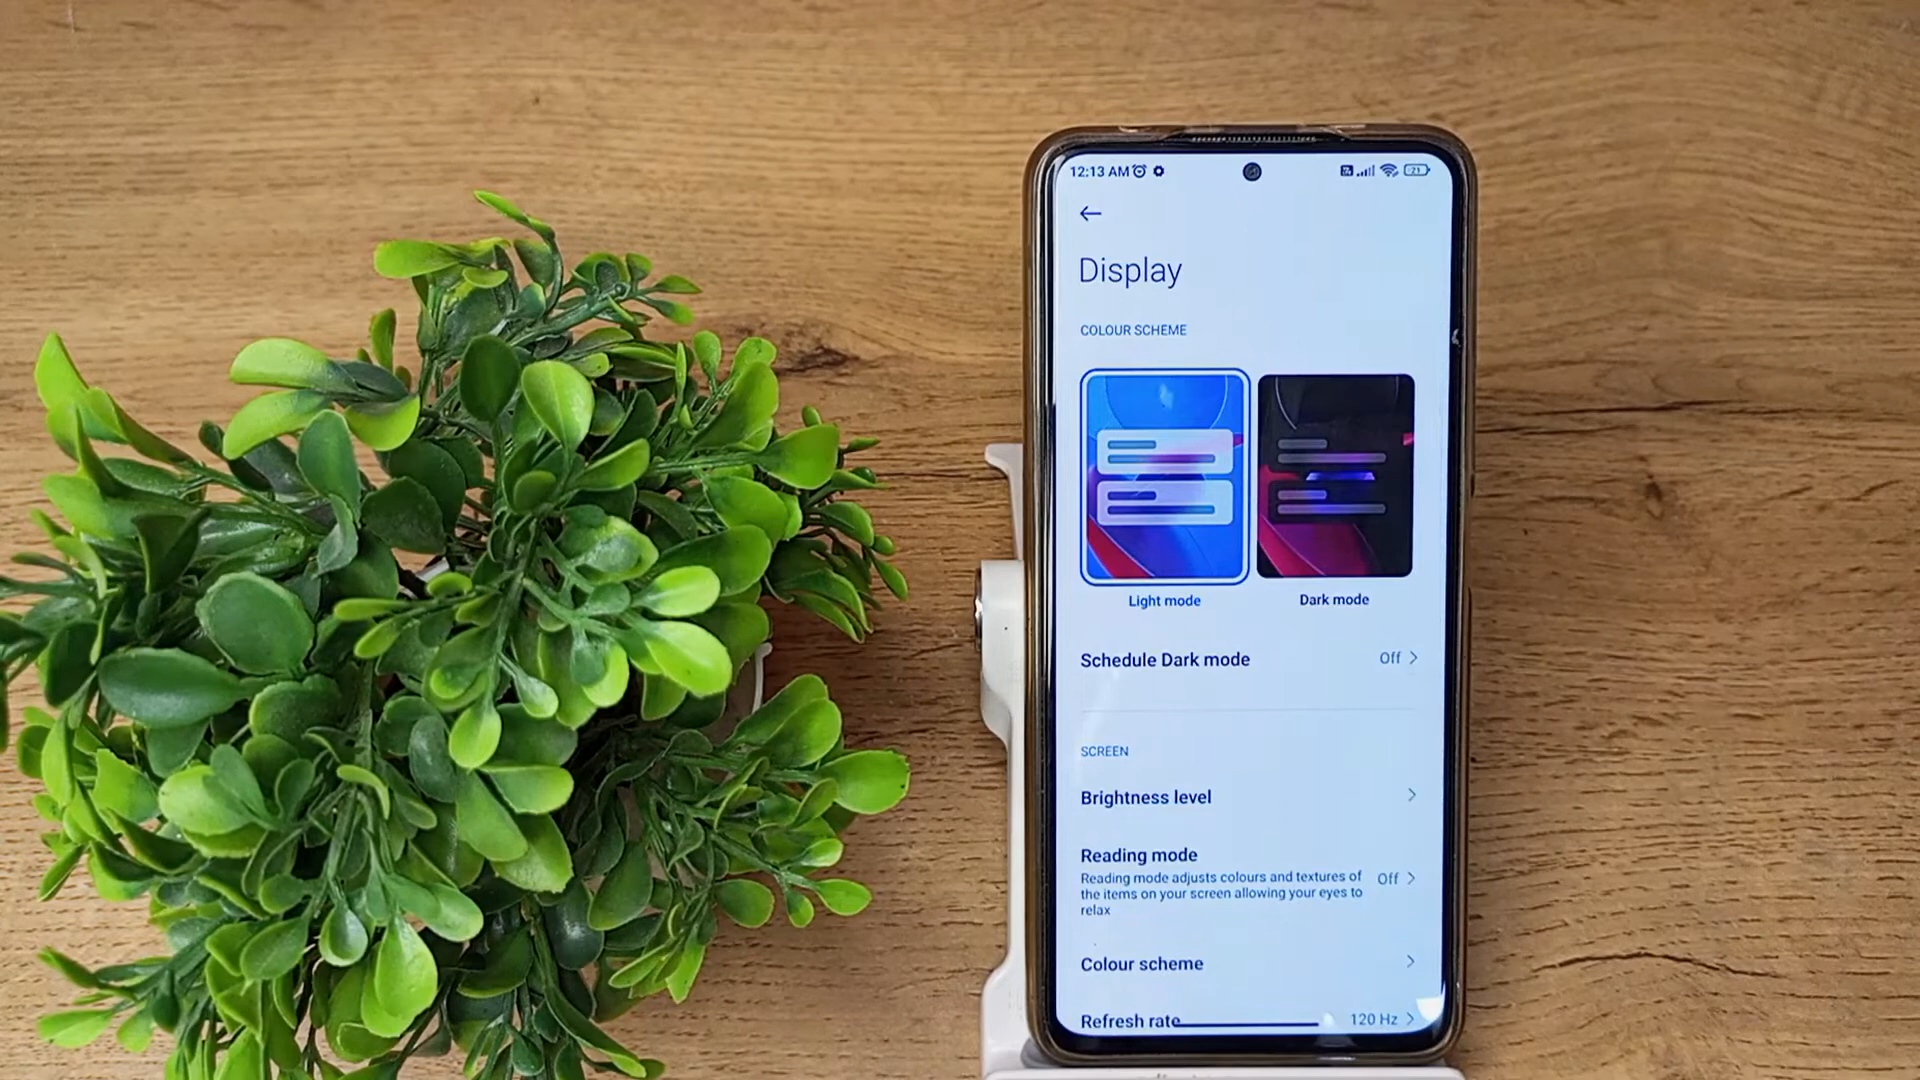 12:13 AM
21
Display
COLOUR SCHEME
Light mode
Dark mode
Schedule Dark mode
Off
SCREEN
Brightness level
Reading mode
Reading mode adjusts colours and textures of
the items on your screen allowing your eyes to
relax
Off
Colour scheme
Refresh rate
120 Hz